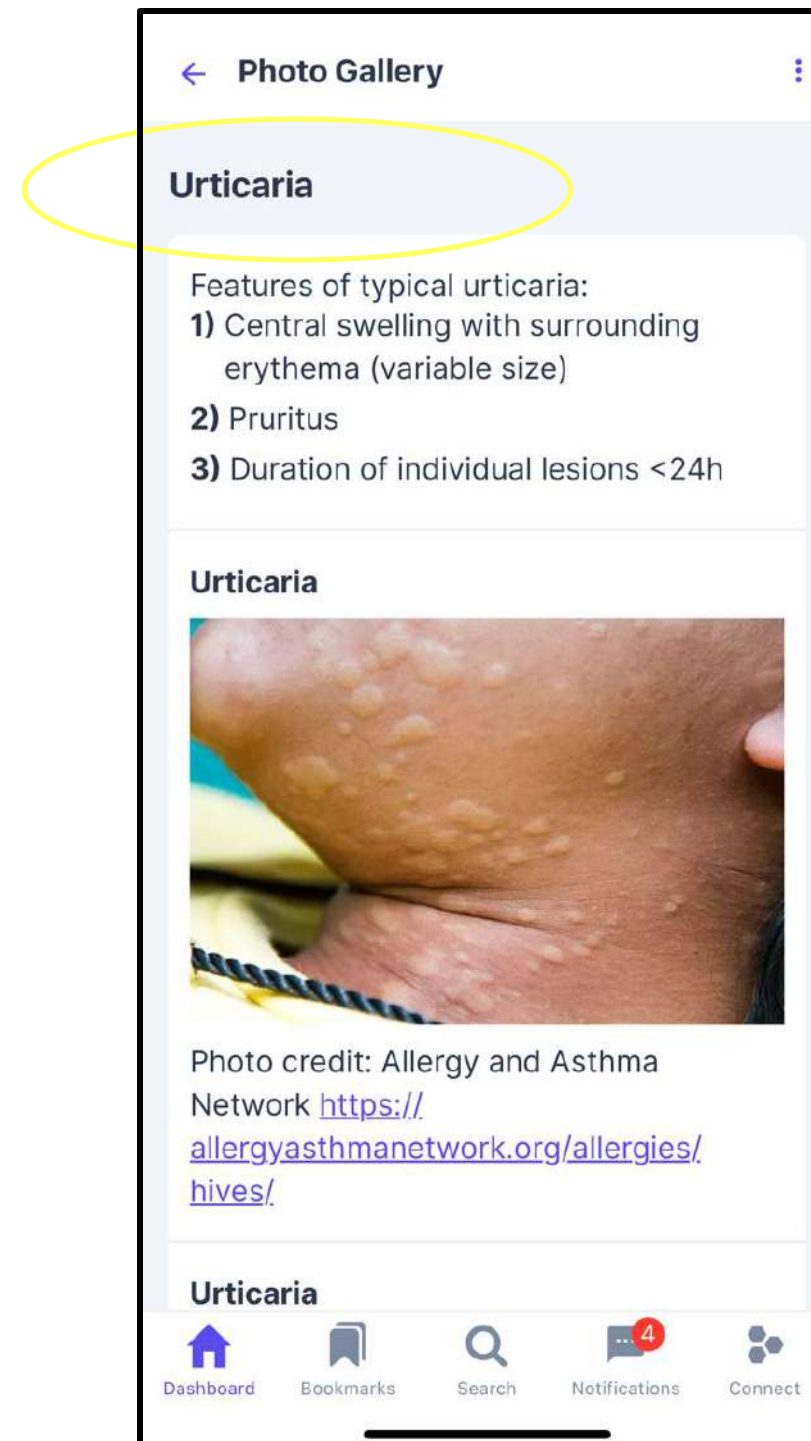 Photo Gallery
Urticaria
Features of typical urticaria:
1) Central swelling with surrounding
erythema (variable size)
2) Pruritus
3) Duration of individual lesions <24h
Urticaria
Photo credit: Allergy and Asthma
Network https://
allergyasthmanetwork.org/allergies/
hives/
Urticaria
4
Dashboard Bookmarks Search Notifications Connect